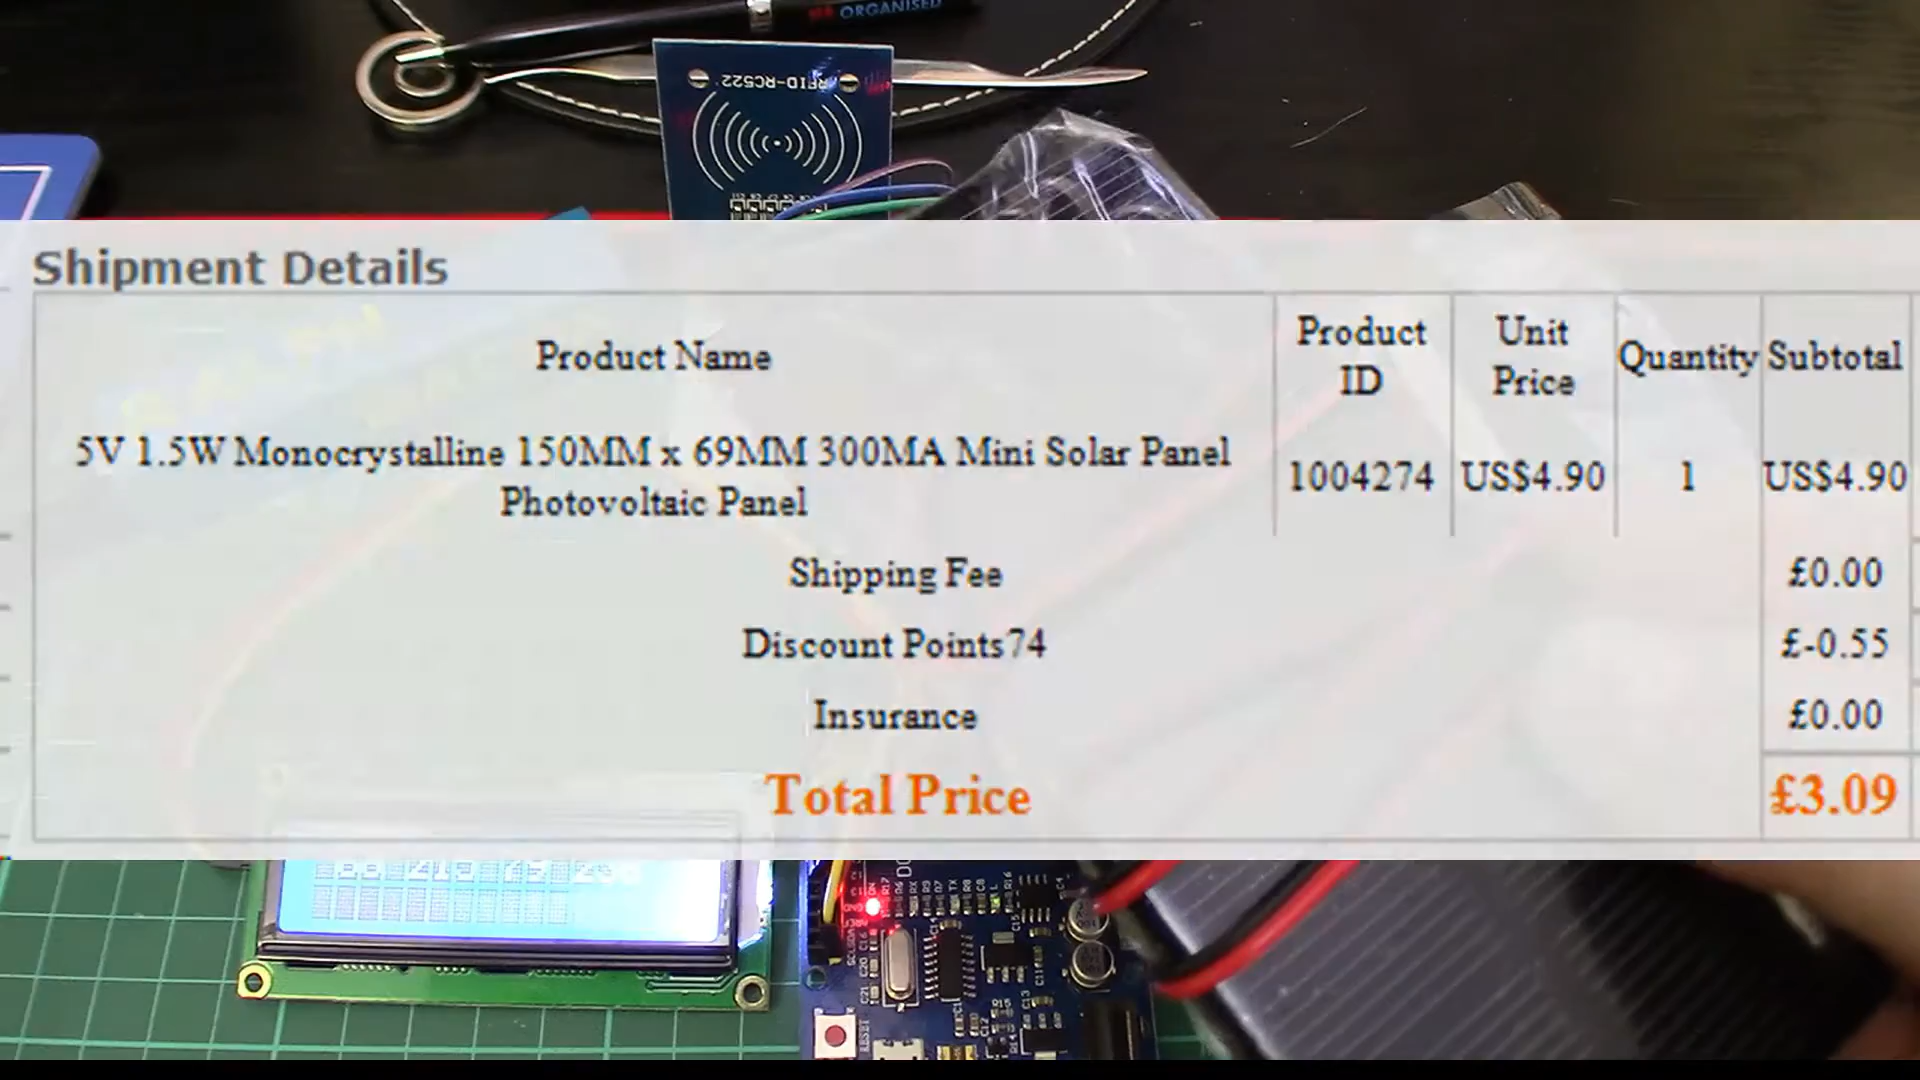 ORGANISED
RFID-RC522
Shipment Details
Product Name
Product
ID
Unit
Price
Quantity
Subtotal
5V 1.5W Monocrystalline 150MM x 69MM 300MA Mini Solar Panel
Photovoltaic Panel
1004274
US$4.90
1
US$4.90
Shipping Fee
£0.00
Discount Points74
£-0.55
Insurance
£0.00
Total Price
£3.09
RESET